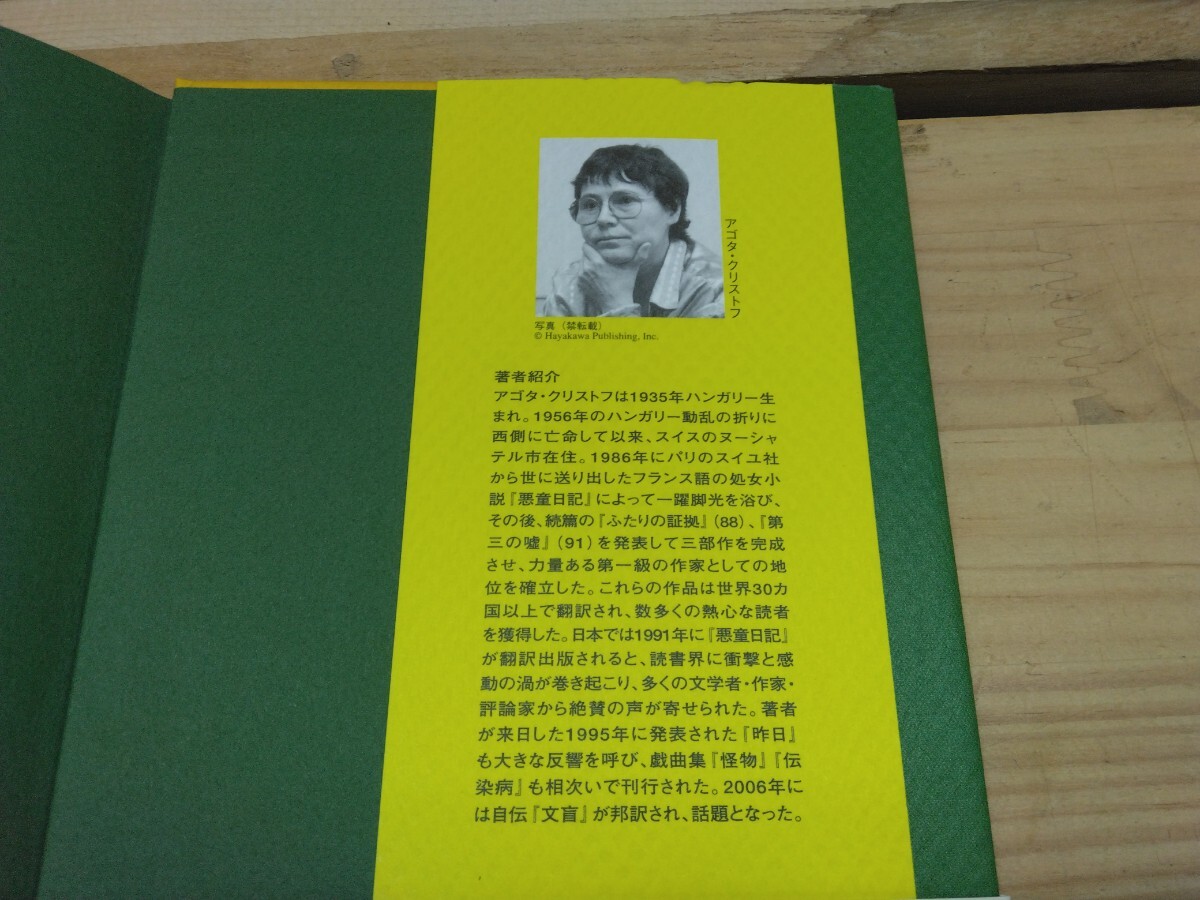 アゴタ・クリストフ
写真（禁転載）
© Hayakawa Publishing, Inc.
著者紹介
アゴタ・クリストフは1935年ハンガリー生
まれ。1956年のハンガリー動乱の折りに
西側に亡命して以来、スイスのヌーシャ
テル市在住。1986年にパリのスイユ社
から世に送り出したフランス語の処女小
説『悪童日記』によって一躍脚光を浴び、
その後、続篇の『ふたりの証拠』（88）、『第
三の嘘』（91）を発表して三部作を完成
させ、力量ある第一級の作家としての地
位を確立した。これらの作品は世界30カ
国以上で翻訳され、数多くの熱心な読者
を獲得した。日本では1991年に『悪童日記』
が翻訳出版されると、読書界に衝撃と感
動の渦が巻き起こり、多くの文学者・作家・
評論家から絶賛の声が寄せられた。著者
が来日した1995年に発表された『昨日』
も大きな反響を呼び、戯曲集『怪物』『伝
染病』も相次いで刊行された。2006年に
は自伝『文盲』が邦訳され、話題となった。